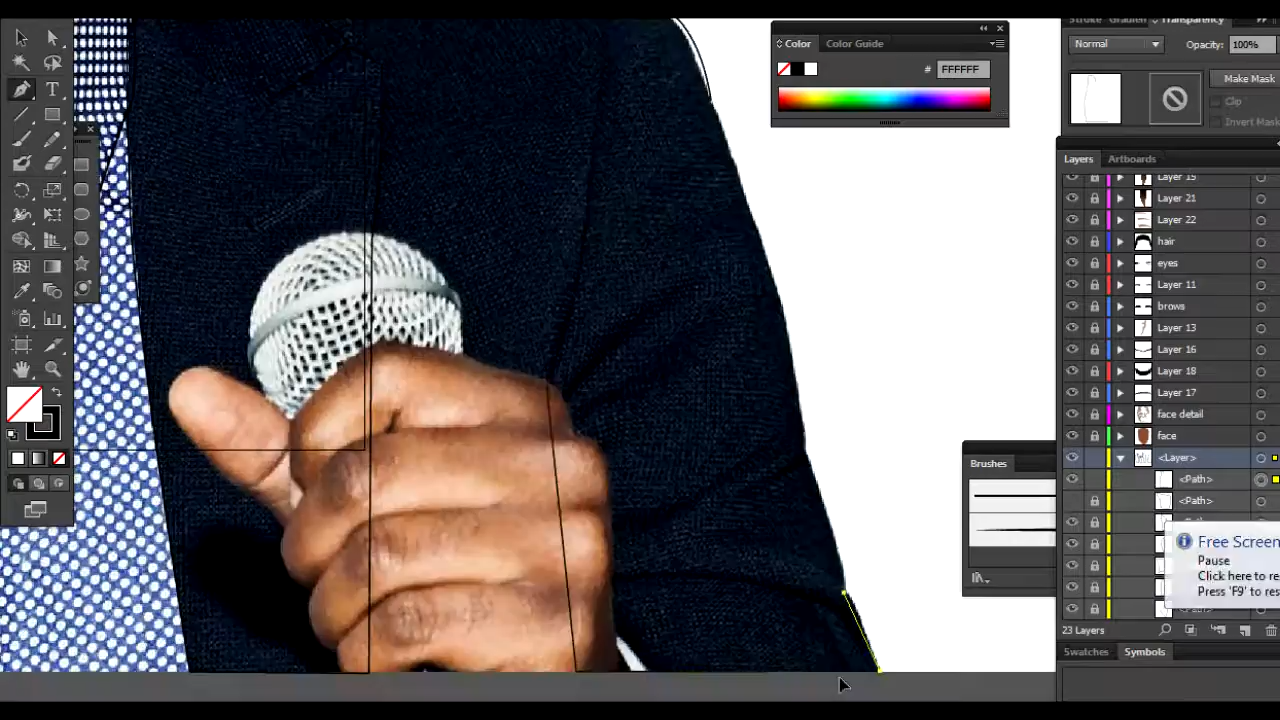 Stroke Gradien Transparency
Color Color Guide
Normal Opacity: 100%
# FFFFFF
Make Mask
Clip
Invert Mask
Layers Artboards
Layer 15
Layer 21
Layer 22
hair
eyes
Layer 11
brows
Layer 13
Layer 16
Layer 18
Layer 17
face detail
face
<Layer>
Brushes
<Path>
<Path>
Free Screen
Pause
Click here to re
Press 'F9' to res
23 Layers
Swatches Symbols